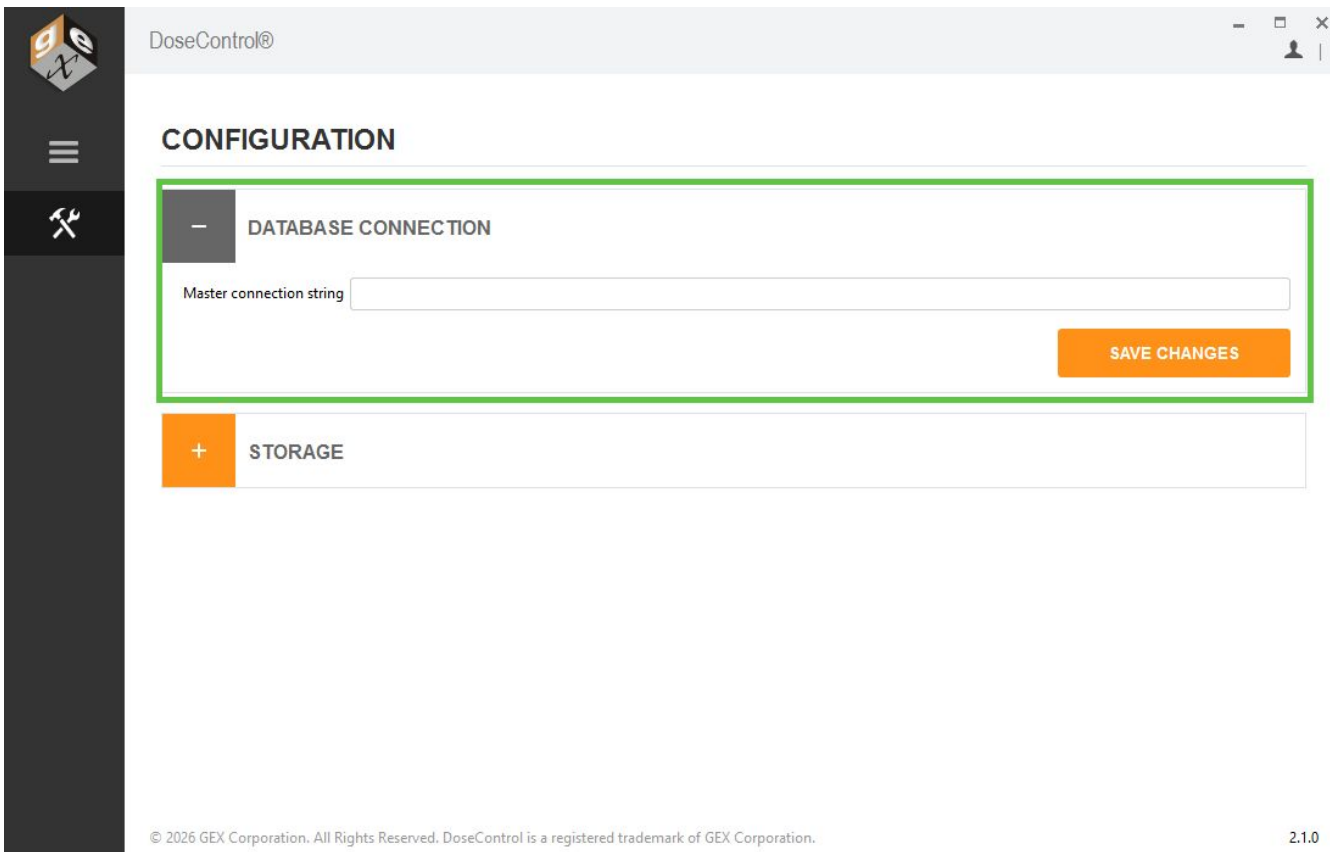 gex
DoseControl®
CONFIGURATION
DATABASE CONNECTION
Master connection string
SAVE CHANGES
STORAGE
© 2026 GEX Corporation. All Rights Reserved. DoseControl is a registered trademark of GEX Corporation.
2.1.0